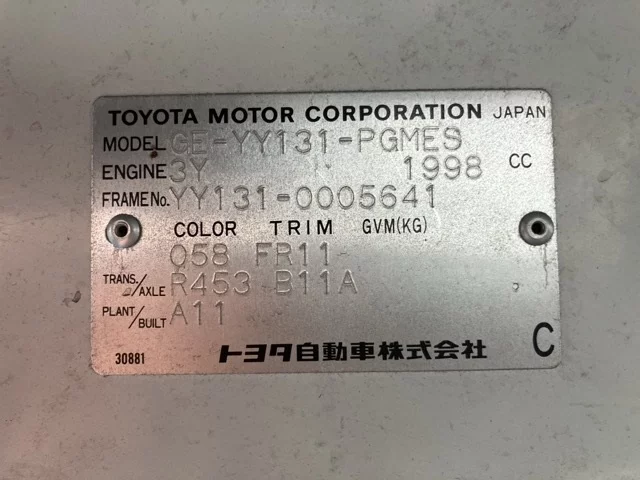 TOYOTA MOTOR CORPORATION JAPAN
MODEL GE-YY131-PGMES
ENGINE 3Y 1998 CC
FRAME No. YY131-0005641
COLOR TRIM GVM(KG)
058 FR11
TRANS./AXLE R453 B11A
PLANT/BUILT A11
30881 トヨタ自動車株式会社 C